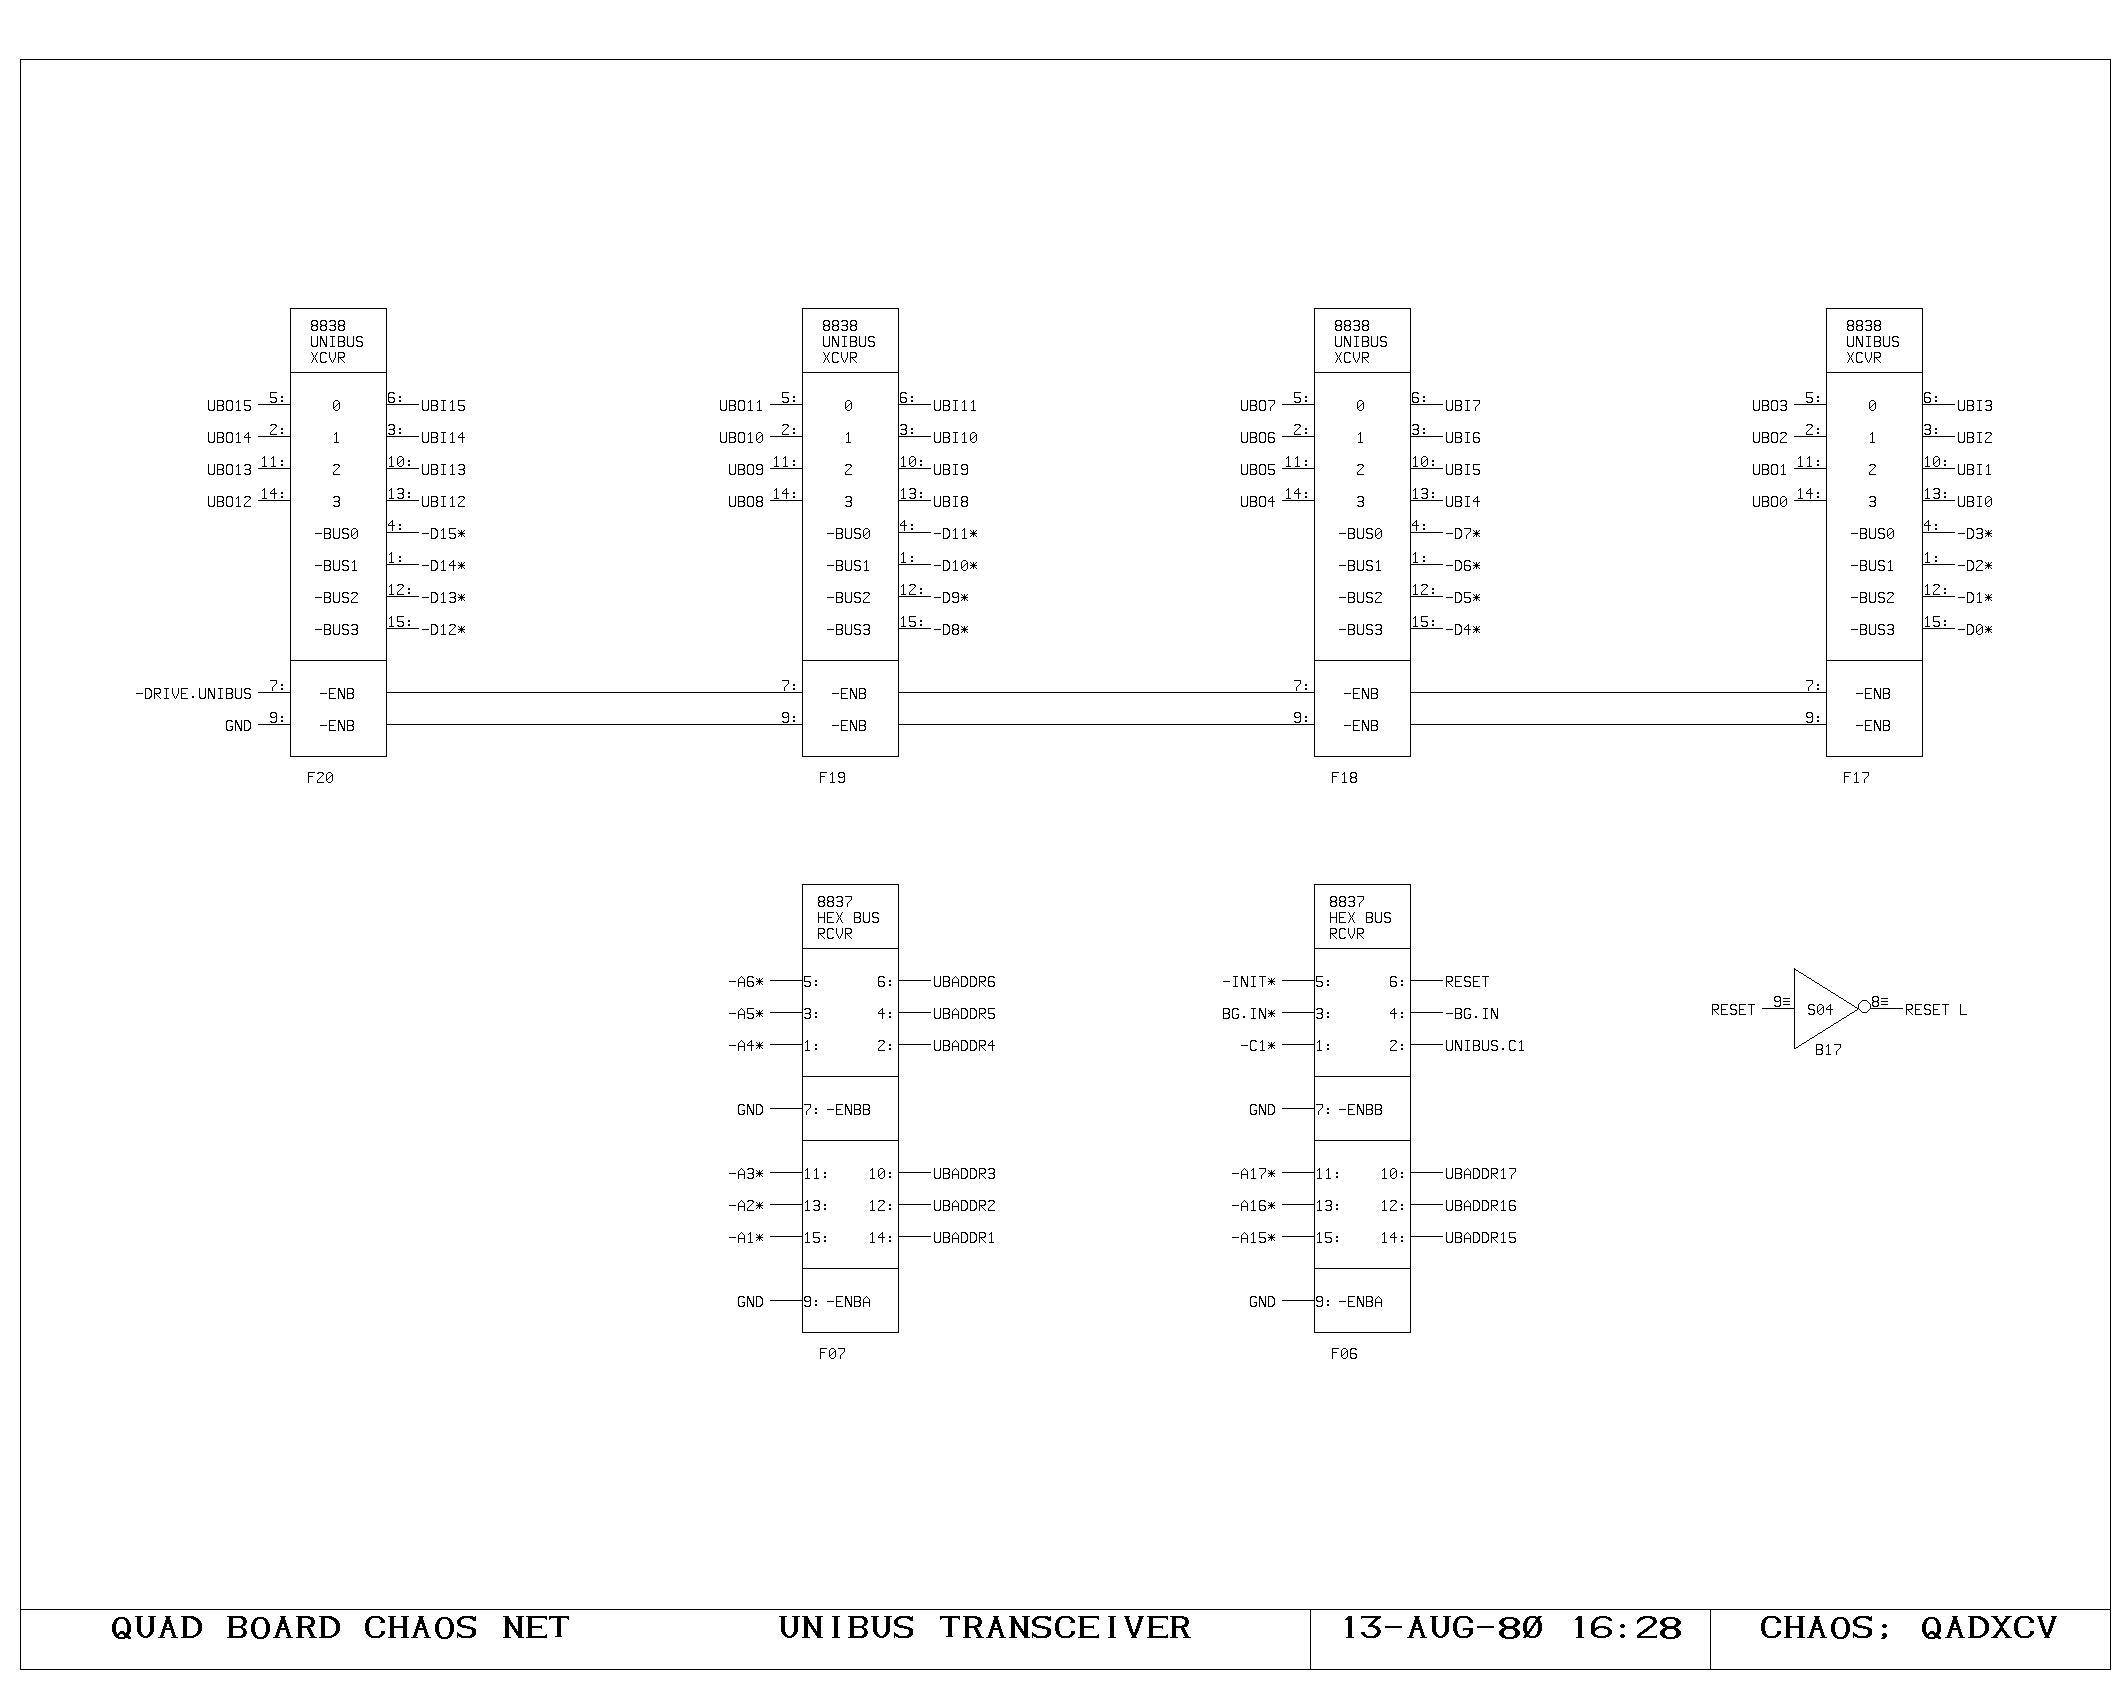 8838 8838 8838 8838
UNIBUS UNIBUS UNIBUS UNIBUS
XCVR XCVR XCVR XCVR
UBO15 5: 0 6: UBI15 UBO11 5: 0 6: UBI11 UBO7 5: 0 6: UBI7 UBO3 5: 0 6: UBI3
UBO14 2: 1 3: UBI14 UBO10 2: 1 3: UBI10 UBO6 2: 1 3: UBI6 UBO2 2: 1 3: UBI2
UBO13 11: 2 10: UBI13 UBO9 11: 2 10: UBI9 UBO5 11: 2 10: UBI5 UBO1 11: 2 10: UBI1
UBO12 14: 3 13: UBI12 UBO8 14: 3 13: UBI8 UBO4 14: 3 13: UBI4 UBO0 14: 3 13: UBI0
-BUS0 4: -D15* -BUS0 4: -D11* -BUS0 4: -D7* -BUS0 4: -D3*
-BUS1 1: -D14* -BUS1 1: -D10* -BUS1 1: -D6* -BUS1 1: -D2*
-BUS2 12: -D13* -BUS2 12: -D9* -BUS2 12: -D5* -BUS2 12: -D1*
-BUS3 15: -D12* -BUS3 15: -D8* -BUS3 15: -D4* -BUS3 15: -D0*
-DRIVE.UNIBUS 7: -ENB 7: -ENB 7: -ENB 7: -ENB
GND 9: -ENB 9: -ENB 9: -ENB 9: -ENB
F20 F19 F18 F17
8837 8837
HEX BUS HEX BUS
RCVR RCVR
-A6* 5: 6: UBADDR6 -INIT* 5: 6: RESET
-A5* 3: 4: UBADDR5 BG.IN* 3: 4: -BG.IN RESET 9≡ S04 8≡ RESET L
-A4* 1: 2: UBADDR4 -C1* 1: 2: UNIBUS.C1 B17
GND 7: -ENBB GND 7: -ENBB
-A3* 11: 10: UBADDR3 -A17* 11: 10: UBADDR17
-A2* 13: 12: UBADDR2 -A16* 13: 12: UBADDR16
-A1* 15: 14: UBADDR1 -A15* 15: 14: UBADDR15
GND 9: -ENBA GND 9: -ENBA
F07 F06
QUAD BOARD CHAOS NET UNIBUS TRANSCEIVER 13-AUG-80 16:28 CHAOS; QADXCV